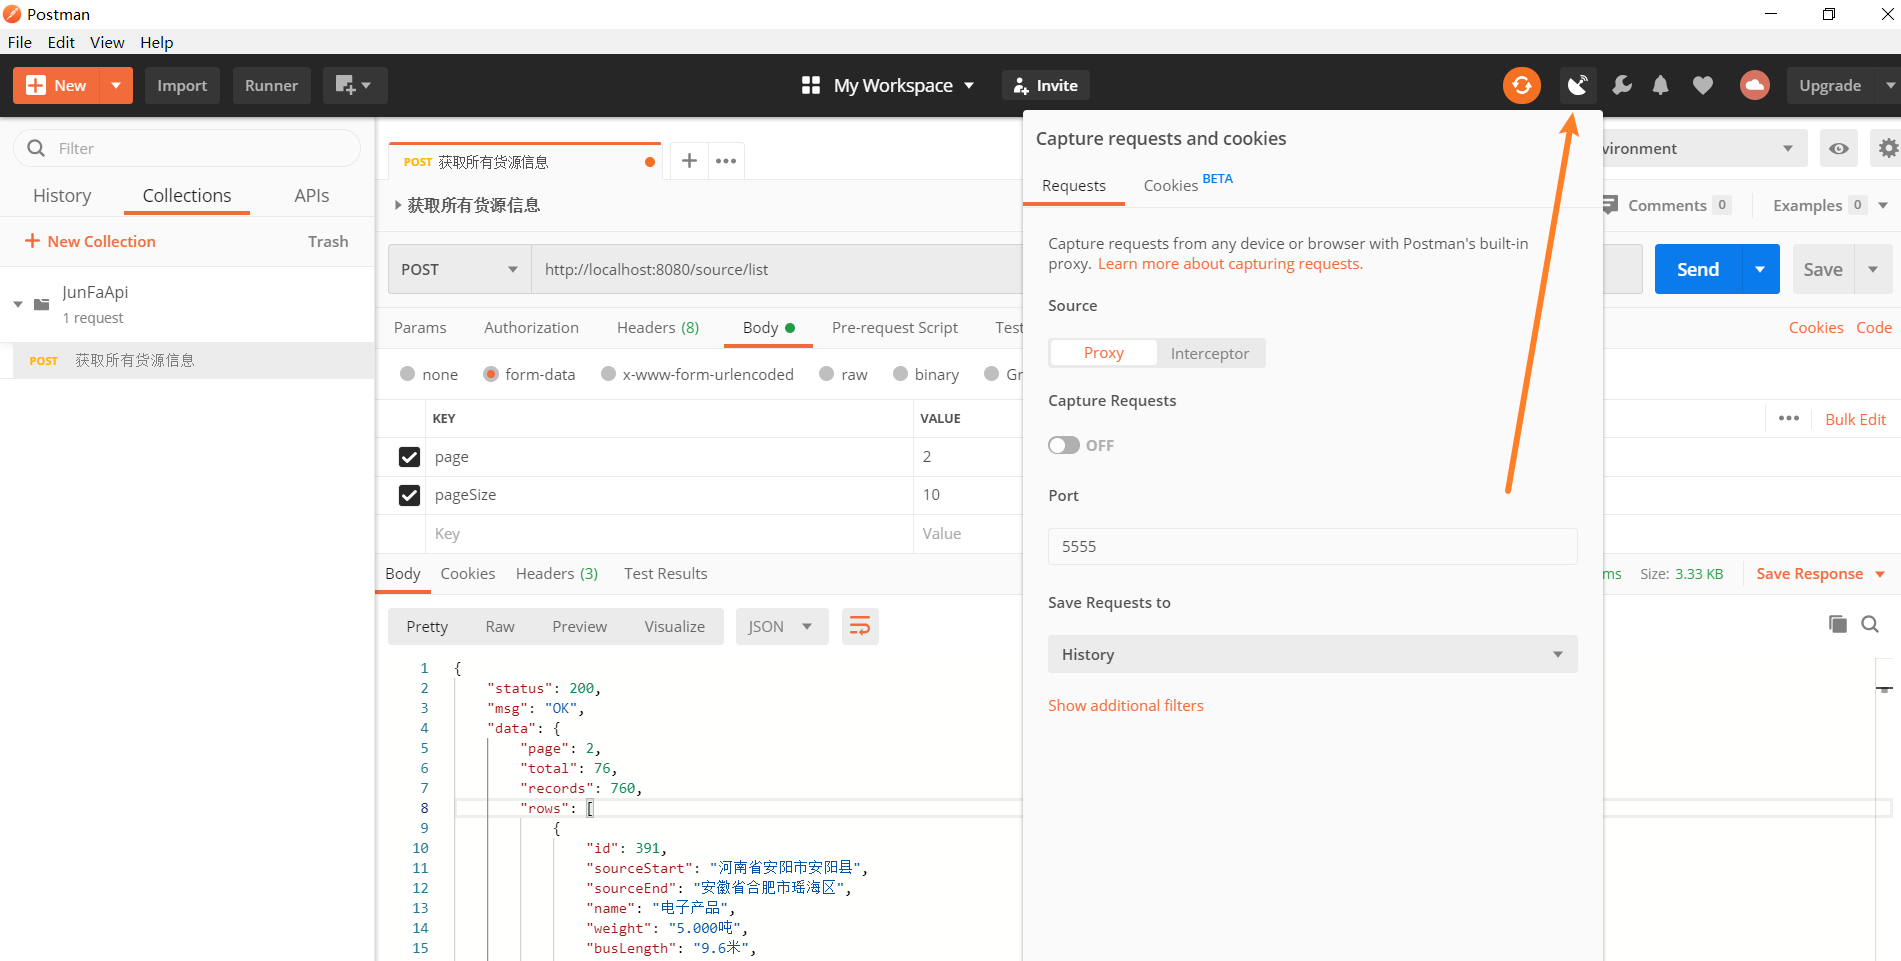 Postman
File Edit View Help
New Import Runner My Workspace Invite Upgrade
Filter
History Collections APIs
New Collection Trash
JunFaApi
1 request
POST 获取所有货源信息
POST 获取所有货源信息
获取所有货源信息
vironment
Comments 0 Examples 0
POST http://localhost:8080/source/list
Send Save
Params Authorization Headers (8) Body Pre-request Script Test
Cookies Code
none form-data x-www-form-urlencoded raw binary Gr
KEY VALUE
Bulk Edit
page 2
pageSize 10
Key Value
Body Cookies Headers (3) Test Results
ms Size: 3.33 KB Save Response
Pretty Raw Preview Visualize JSON
1 {
2 "status": 200,
3 "msg": "OK",
4 "data": {
5 "page": 2,
6 "total": 76,
7 "records": 760,
8 "rows": [
9 {
10 "id": 391,
11 "sourceStart": "河南省安阳市安阳县",
12 "sourceEnd": "安徽省合肥市瑶海区",
13 "name": "电子产品",
14 "weight": "5.000吨",
15 "busLength": "9.6米",
Capture requests and cookies
Requests Cookies BETA
Capture requests from any device or browser with Postman's built-in
proxy. Learn more about capturing requests.
Source
Proxy Interceptor
Capture Requests
OFF
Port
5555
Save Requests to
History
Show additional filters